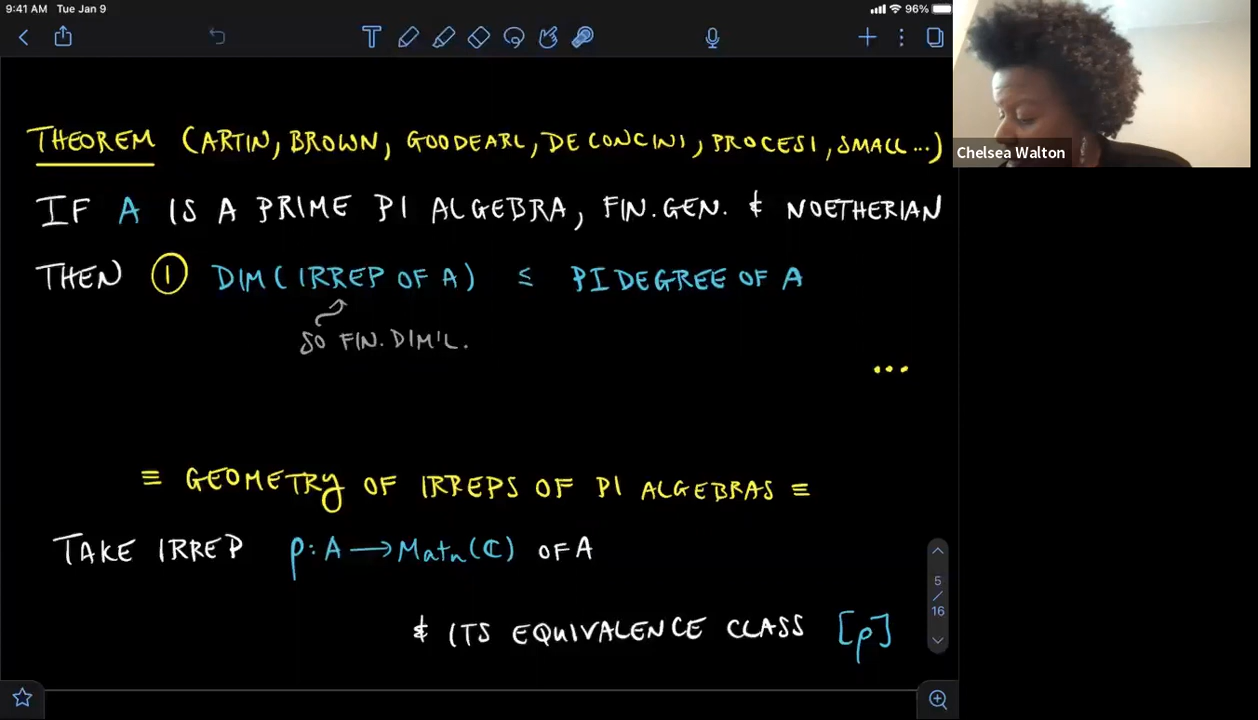 9:41 AM Tue Jan 9
96%
THEOREM (ARTIN, BROWN, GOODEARL, DE CONCINI, PROCESI, SMALL...)
IF A IS A PRIME PI ALGEBRA, FIN. GEN. & NOETHERIAN
THEN ① DIM(IRREP OF A) ≤ PI DEGREE OF A
SO FIN. DIM'L.
...
≡ GEOMETRY OF IRREPS OF PI ALGEBRAS ≡
TAKE IRREP ρ: A → Matn(ℂ) OF A
& ITS EQUIVALENCE CLASS [ρ]
5
/
16
Chelsea Walton